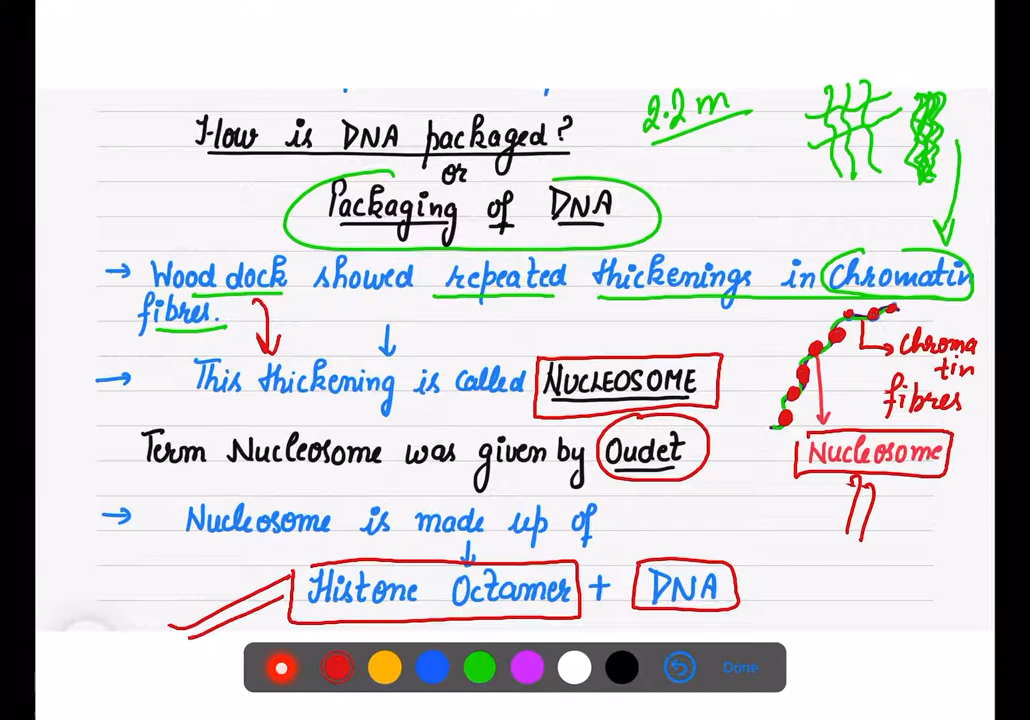 How is DNA packaged?
2.2 m
or
Packaging of DNA
→ Wood dock showed repeated thickenings in Chromatin
fibres.
→ This thickening is called NUCLEOSOME
Chroma
tin
fibres
Term Nucleosome was given by Oudet
Nucleosome
→ Nucleosome is made up of
Histone Octamer + DNA
Done